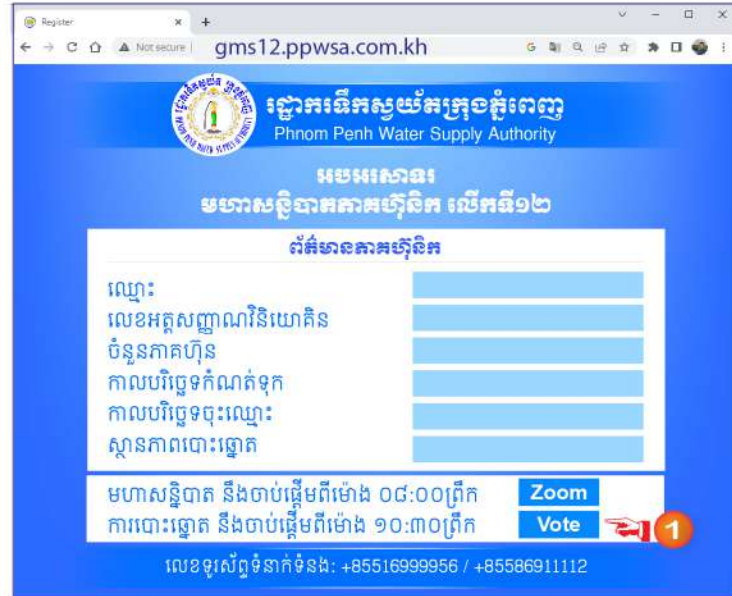 Register
Not secure
gms12.ppwsa.com.kh
រដ្ឋាករទឹកស្វយ័តក្រុងភ្នំពេញ
Phnom Penh Water Supply Authority
អបអរសាទរ
មហាសន្និបាតភាគហ៊ុនិក លើកទី១២
ព័ត៌មានភាគហ៊ុនិក
ឈ្មោះ
លេខអត្តសញ្ញាណវិនិយោគិន
ចំនួនភាគហ៊ុន
កាលបរិច្ឆេទកំណត់ទុក
កាលបរិច្ឆេទចុះឈ្មោះ
ស្ថានភាពបោះឆ្នោត
មហាសន្និបាត នឹងចាប់ផ្តើមពីម៉ោង ០៨:០០ព្រឹក Zoom
ការបោះឆ្នោត នឹងចាប់ផ្តើមពីម៉ោង ១០:៣០ព្រឹក Vote 1
លេខទូរស័ព្ទទំនាក់ទំនង: +85516999956 / +85586911112